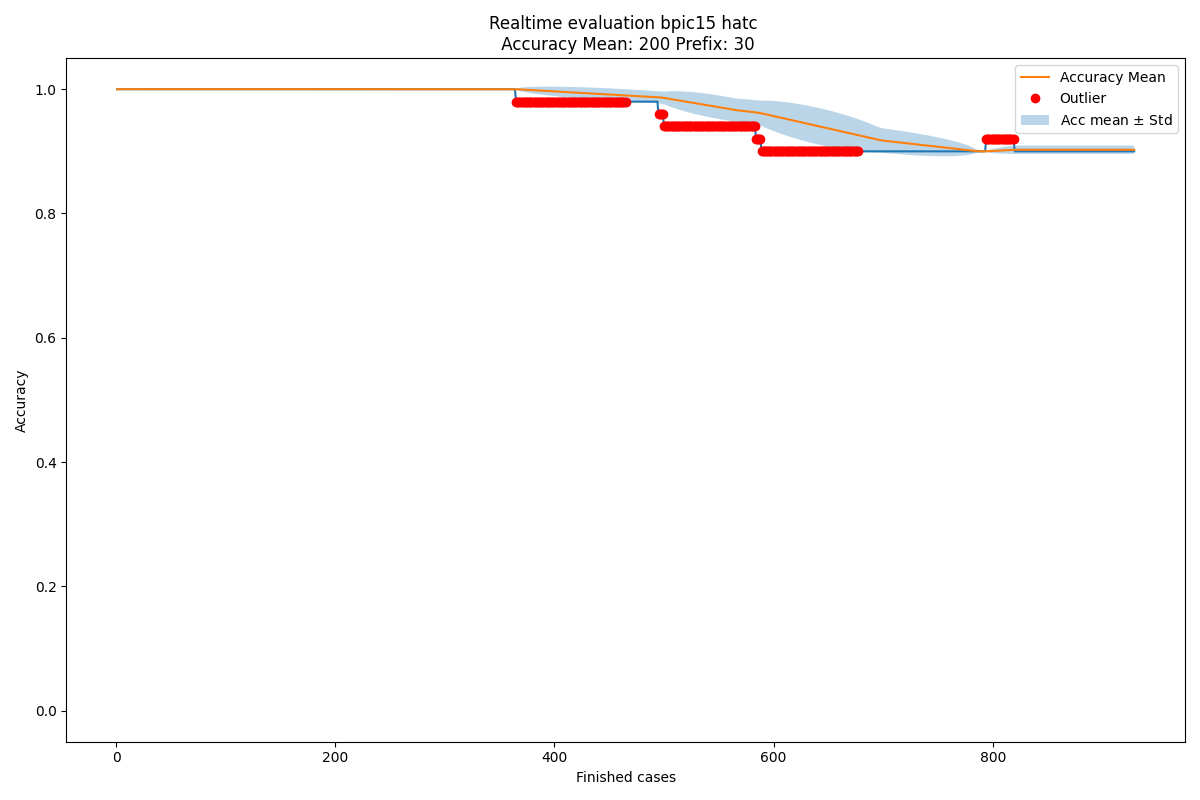 Realtime evaluation bpic15 hatc
Accuracy Mean: 200 Prefix: 30
Accuracy Mean
Outlier
Acc mean ± Std
1.0
0.8
0.6
0.4
0.2
0.0
Accuracy
0
200
400
600
800
Finished cases